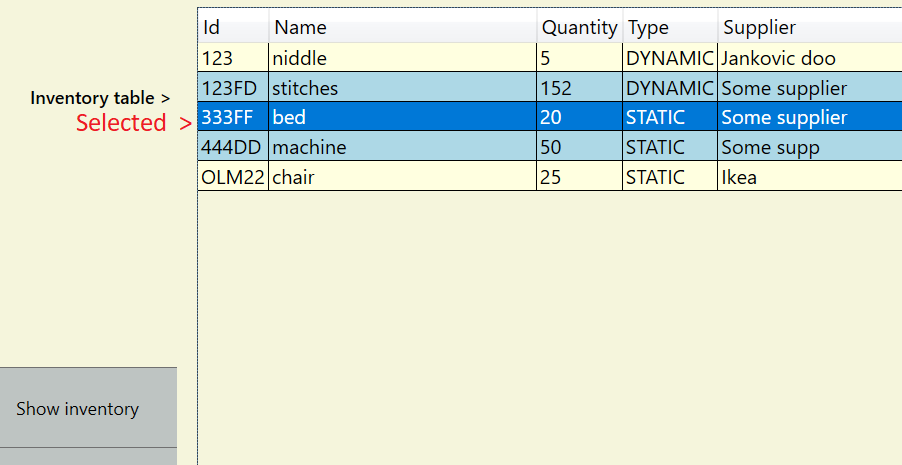 Id Name Quantity Type Supplier
123 niddle 5 DYNAMIC Jankovic doo
123FD stitches 152 DYNAMIC Some supplier
Inventory table >
Selected >
333FF bed 20 STATIC Some supplier
444DD machine 50 STATIC Some supp
OLM22 chair 25 STATIC Ikea
Show inventory